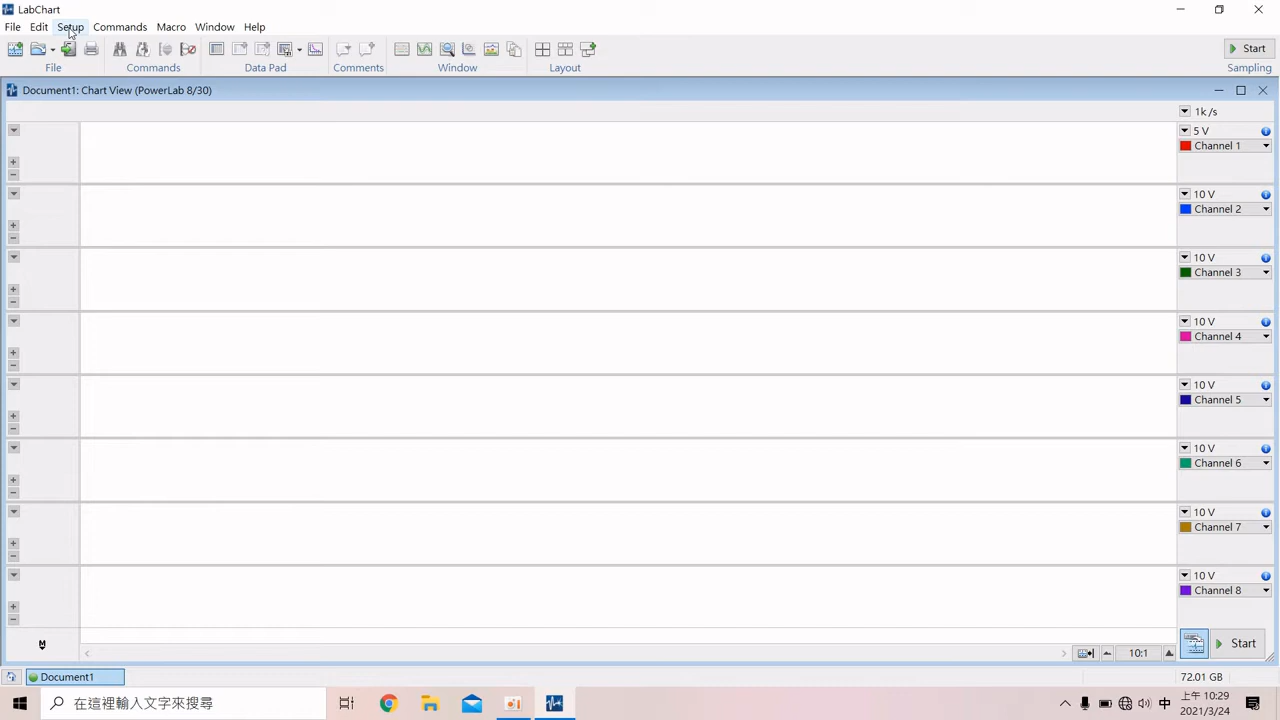 LabChart
File Edit Setup Commands Macro Window Help
Start
File Commands Data Pad Comments Window Layout Sampling
Document1: Chart View (PowerLab 8/30)
1k /s
5 V
Channel 1
10 V
Channel 2
10 V
Channel 3
10 V
Channel 4
10 V
Channel 5
10 V
Channel 6
10 V
Channel 7
10 V
Channel 8
Start
10:1
Document1
72.01 GB
在這裡輸入文字來搜尋
中
上午 10:29
2021/3/24